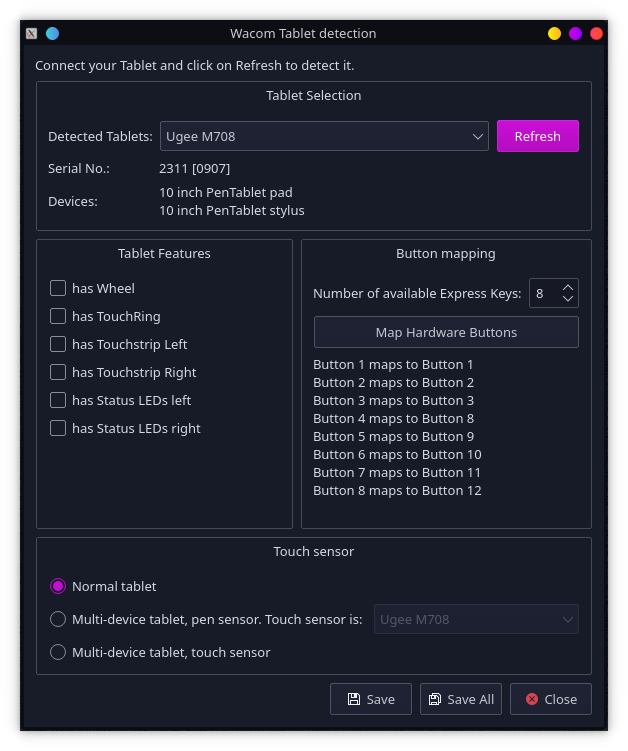 Wacom Tablet detection
Connect your Tablet and click on Refresh to detect it.
Tablet Selection
Detected Tablets: Ugee M708 Refresh
Serial No.: 2311 [0907]
Devices: 10 inch PenTablet pad
10 inch PenTablet stylus
Tablet Features
has Wheel
has TouchRing
has Touchstrip Left
has Touchstrip Right
has Status LEDs left
has Status LEDs right
Button mapping
Number of available Express Keys: 8
Map Hardware Buttons
Button 1 maps to Button 1
Button 2 maps to Button 2
Button 3 maps to Button 3
Button 4 maps to Button 8
Button 5 maps to Button 9
Button 6 maps to Button 10
Button 7 maps to Button 11
Button 8 maps to Button 12
Touch sensor
Normal tablet
Multi-device tablet, pen sensor. Touch sensor is: Ugee M708
Multi-device tablet, touch sensor
Save Save All Close